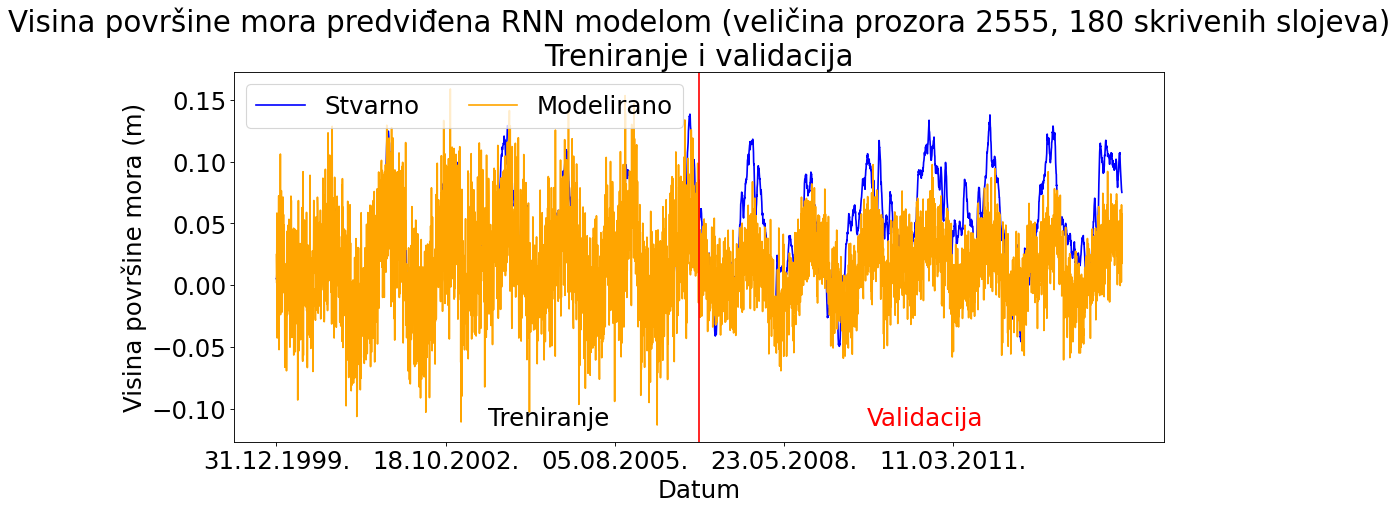 Visina površine mora predviđena RNN modelom (veličina prozora 2555, 180 skrivenih slojeva)
Treniranje i validacija
Stvarno Modelirano
Visina površine mora (m)
0.15
0.10
0.05
0.00
−0.05
−0.10
Treniranje Validacija
31.12.1999. 18.10.2002. 05.08.2005. 23.05.2008. 11.03.2011.
Datum